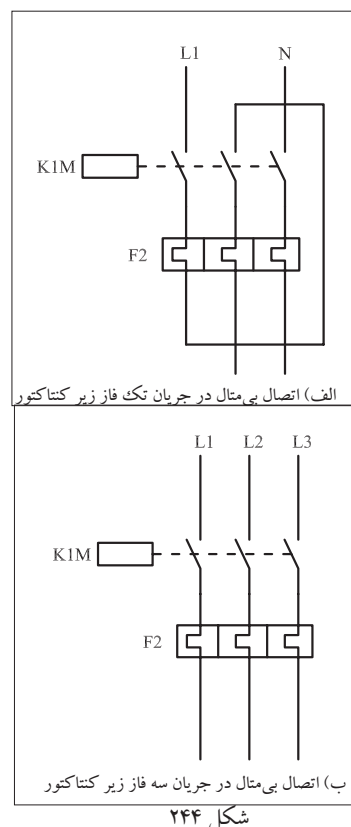 L1 N
K1M
F2
الف) اتصال بی‌متال در جریان تک فاز زیر کنتاکتور
L1 L2 L3
K1M
F2
ب) اتصال بی‌متال در جریان سه فاز زیر کنتاکتور
شکل ۲۴۴